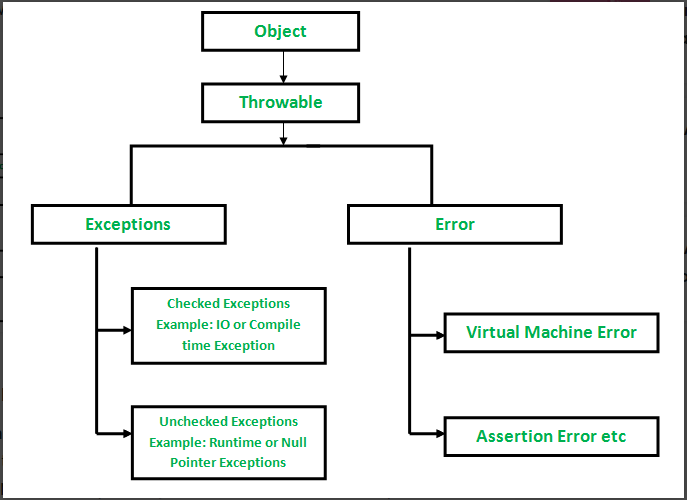 Object
Throwable
Exceptions
Error
Checked Exceptions
Example: IO or Compile
time Exception
Virtual Machine Error
Unchecked Exceptions
Example: Runtime or Null
Pointer Exceptions
Assertion Error etc